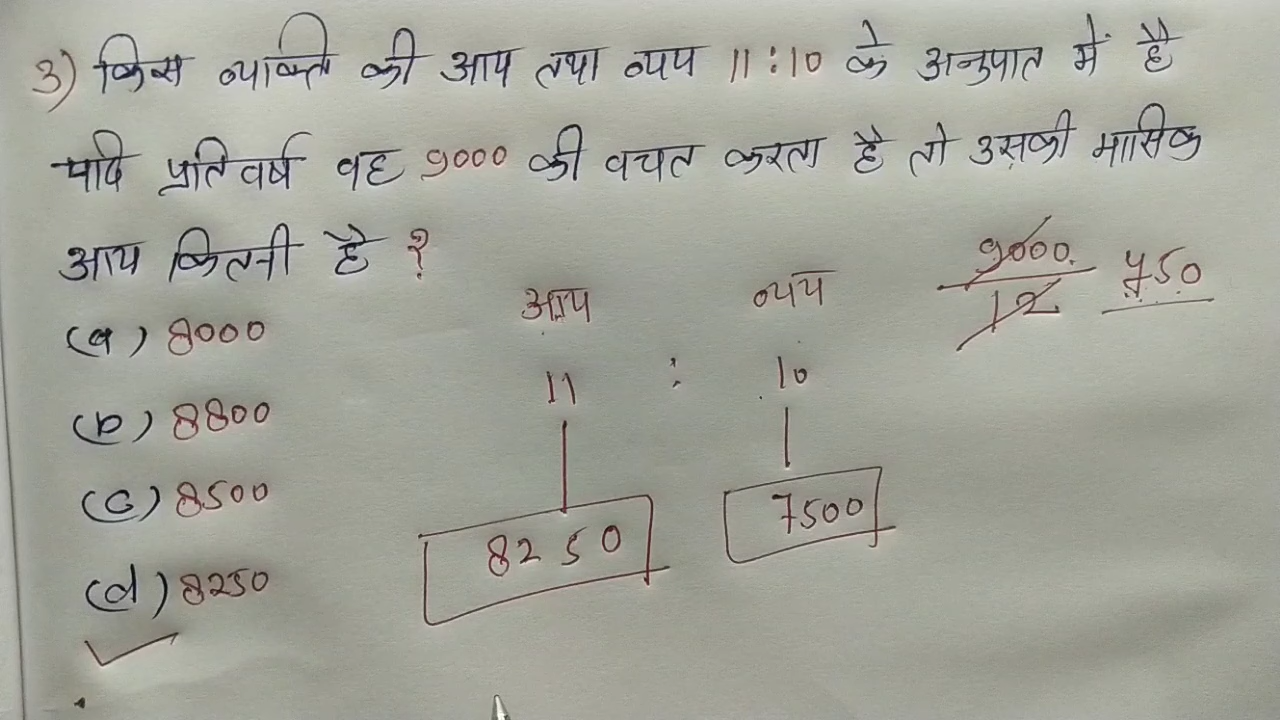 3) किस व्यक्ति की आय तथा व्यय 11:10 के अनुपात में है
यदि प्रतिवर्ष वह 9000 की बचत करता है तो उसकी मासिक
आय कितनी है ?
(a) 8000
(b) 8800
(c) 8500
(d) 8250
आय व्यय
11 : 10
8250 7500
9000
12
750